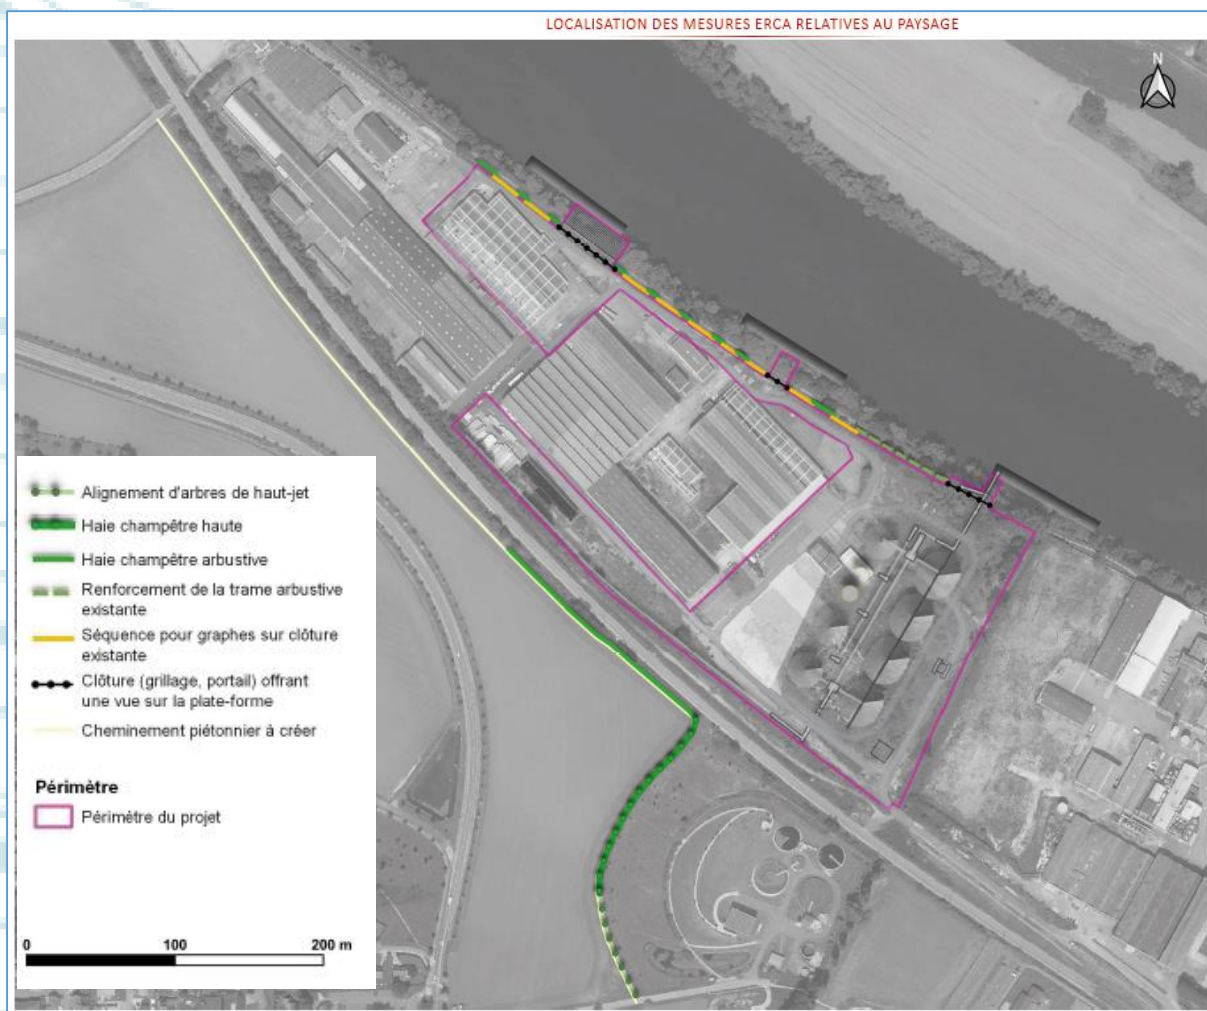 LOCALISATION DES MESURES ERCA RELATIVES AU PAYSAGE
N
Alignement d'arbres de haut-jet
Haie champêtre haute
Haie champêtre arbustive
Renforcement de la trame arbustive
existante
Séquence pour graphes sur clôture
existante
Clôture (grillage, portail) offrant
une vue sur la plate-forme
Cheminement piétonnier à créer
Périmètre
Périmètre du projet
0 100 200 m